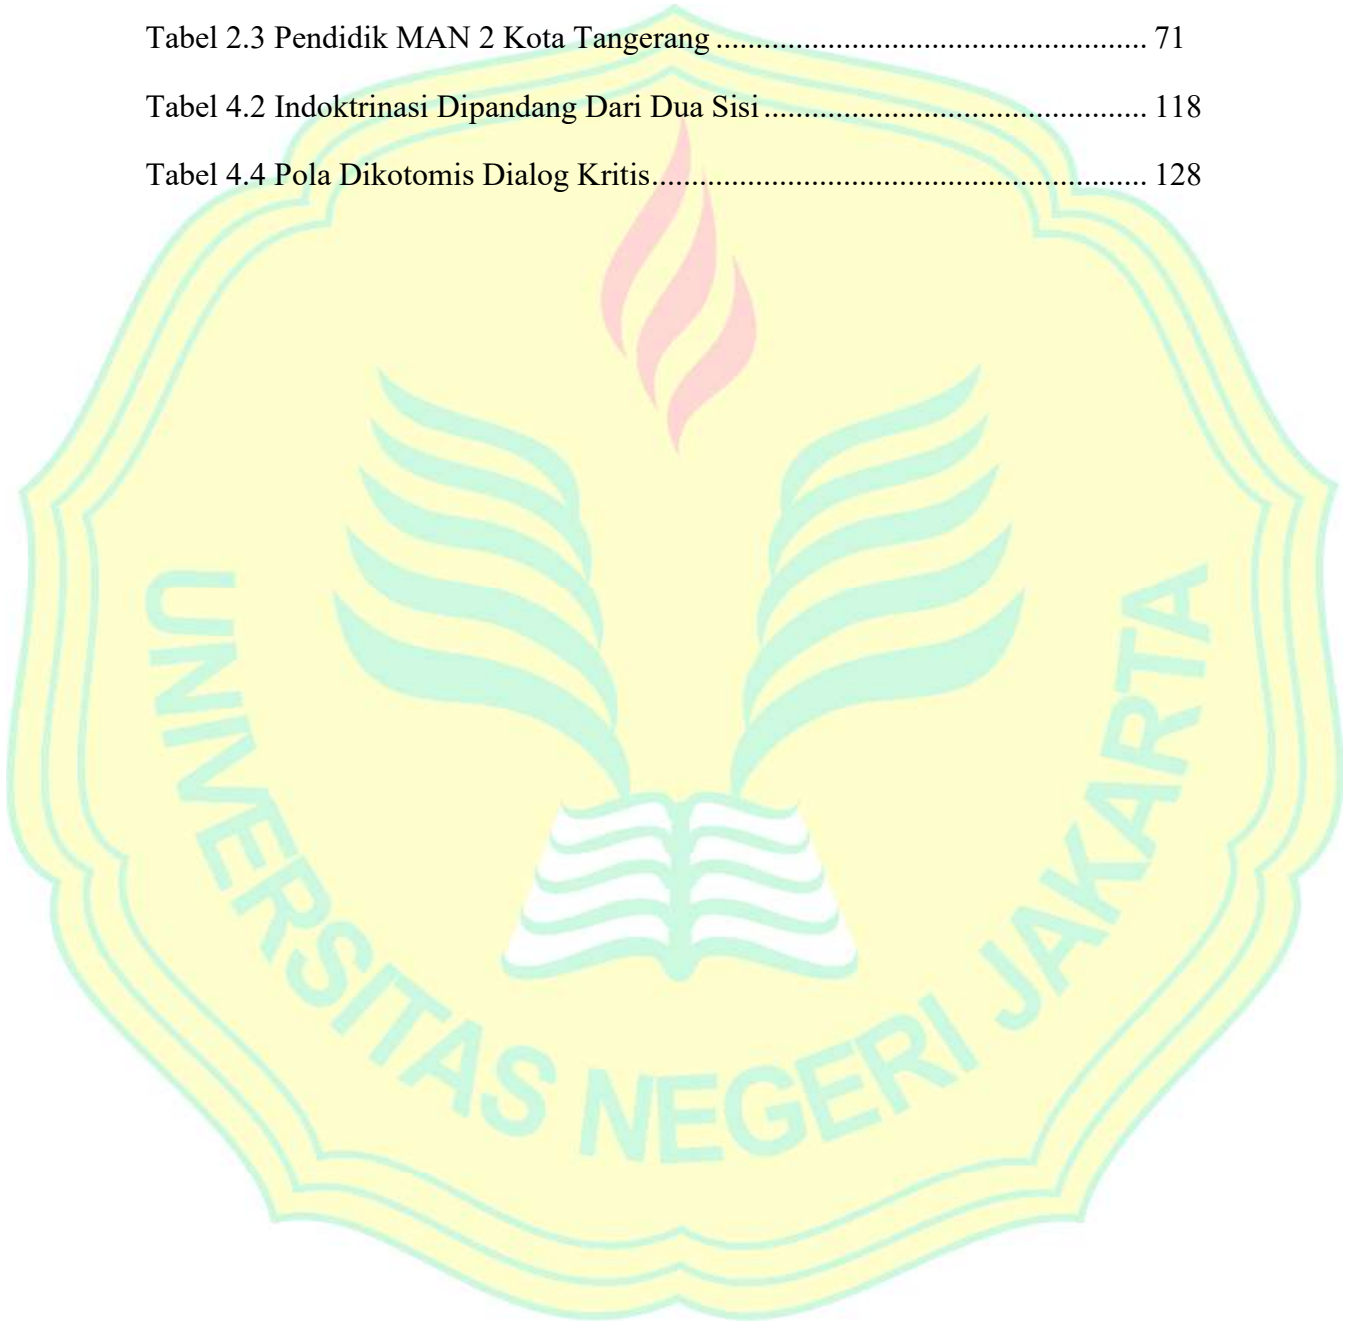 Tabel 2.3 Pendidik MAN 2 Kota Tangerang ................................................ 71
Tabel 4.2 Indoktrinasi Dipandang Dari Dua Sisi ........................................... 118
Tabel 4.4 Pola Dikotomis Dialog Kritis....................................................... 128
UNIVERSITAS NEGERI JAKARTA